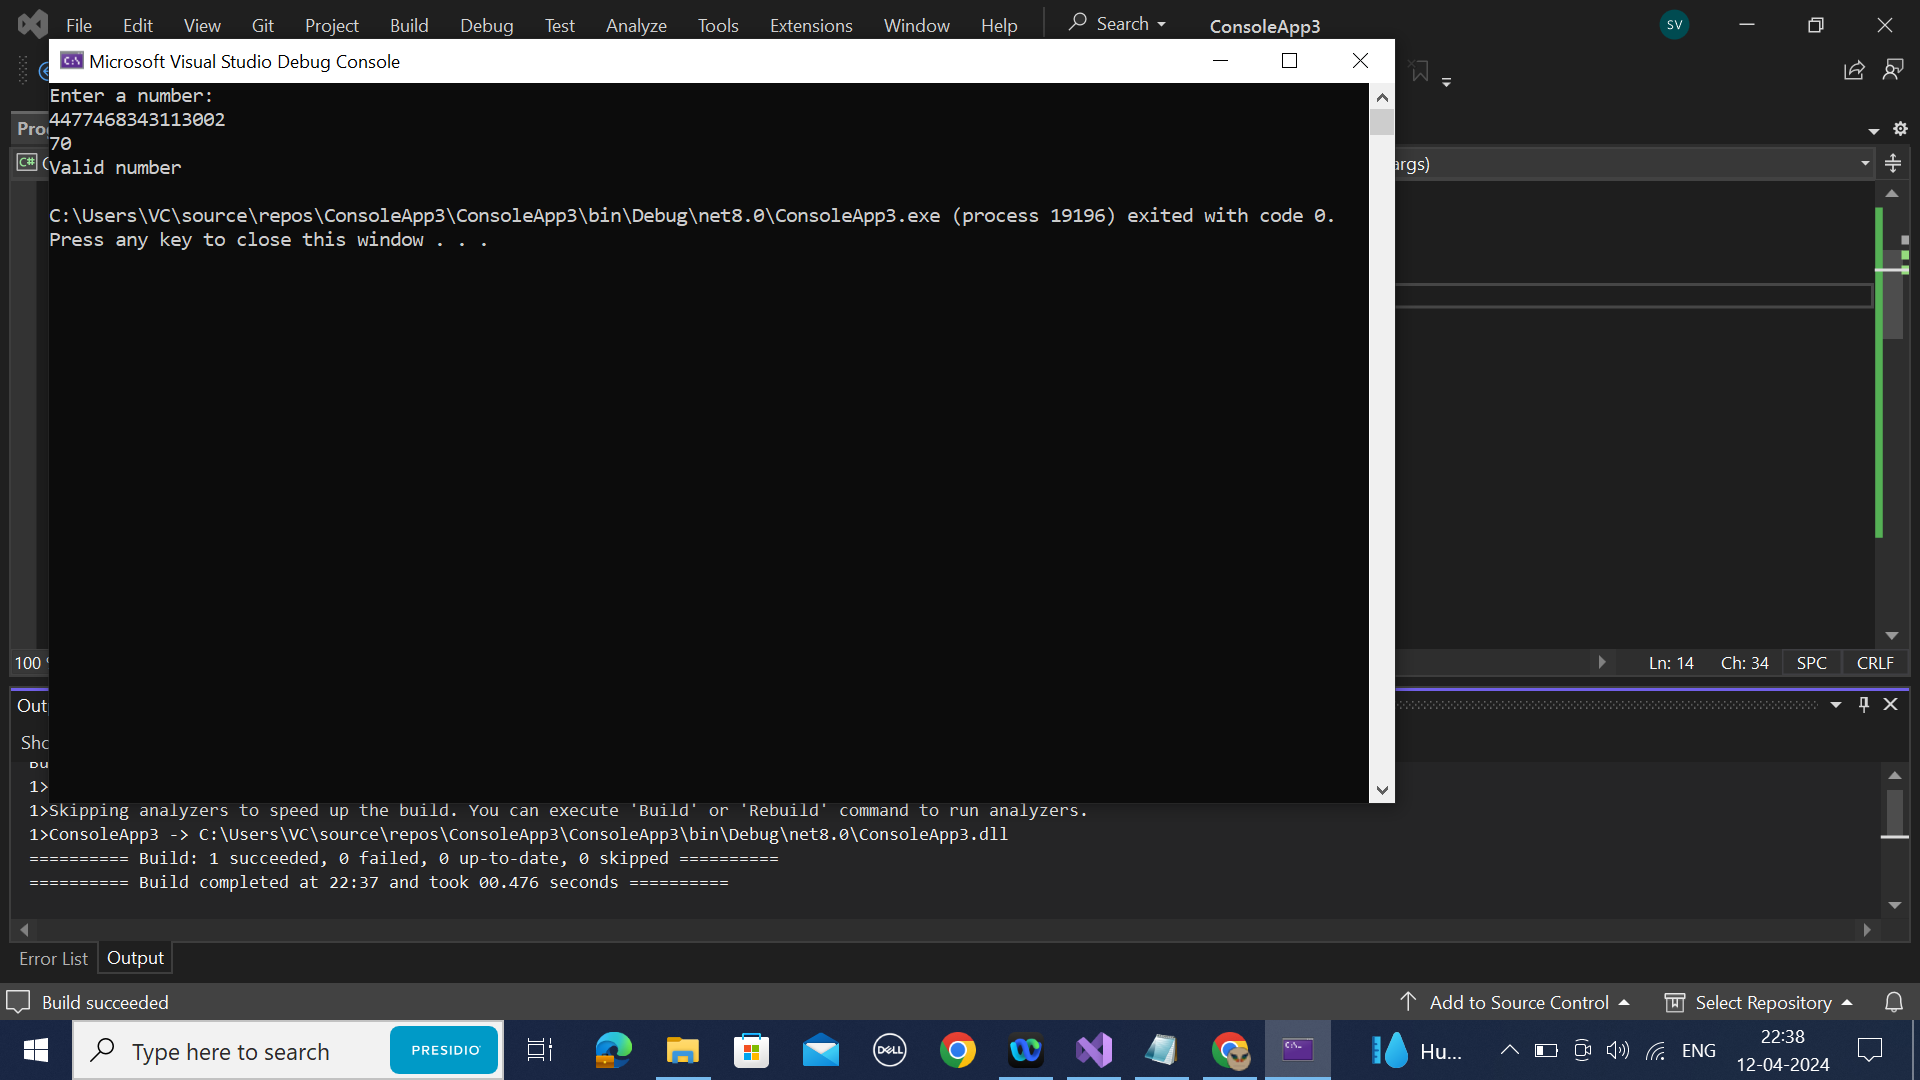 File Edit View Git Project Build Debug Test Analyze Tools Extensions Window Help Search ConsoleApp3 SV
C:\ Microsoft Visual Studio Debug Console
Enter a number:
4477468343113002
70
Valid number
C:\Users\VC\source\repos\ConsoleApp3\ConsoleApp3\bin\Debug\net8.0\ConsoleApp3.exe (process 19196) exited with code 0.
Press any key to close this window . . .
C#
args)
100
Ln: 14 Ch: 34 SPC CRLF
1>
1>Skipping analyzers to speed up the build. You can execute 'Build' or 'Rebuild' command to run analyzers.
1>ConsoleApp3 -> C:\Users\VC\source\repos\ConsoleApp3\ConsoleApp3\bin\Debug\net8.0\ConsoleApp3.dll
========== Build: 1 succeeded, 0 failed, 0 up-to-date, 0 skipped ==========
========== Build completed at 22:37 and took 00.476 seconds ==========
Error List Output
Build succeeded Add to Source Control Select Repository
Type here to search PRESIDIO DELL Hu... ENG 22:38
12-04-2024